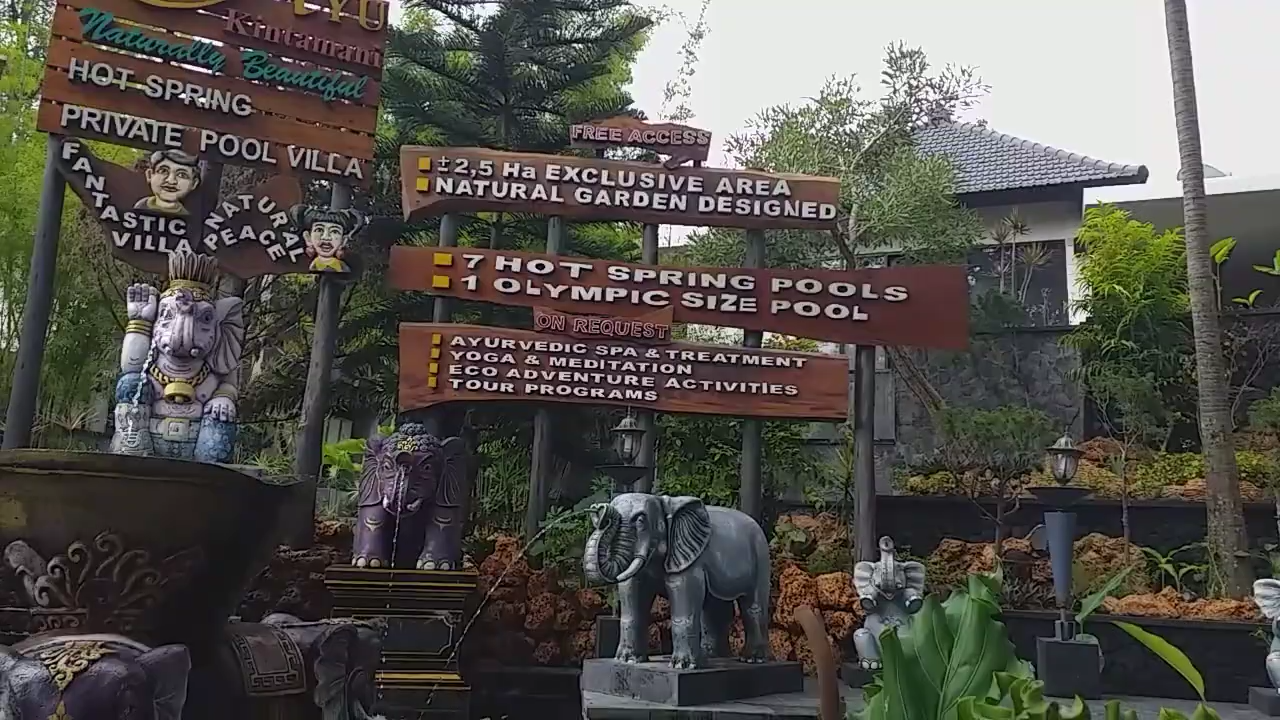 AYU
Kintamani
Naturally Beautiful
HOT SPRING
PRIVATE POOL VILLA
FANTASTIC
VILLA
NATURAL
PEACE
FREE ACCESS
±2,5 Ha EXCLUSIVE AREA
NATURAL GARDEN DESIGNED
7 HOT SPRING POOLS
1 OLYMPIC SIZE POOL
ON REQUEST
AYURVEDIC SPA & TREATMENT
YOGA & MEDITATION
ECO ADVENTURE ACTIVITIES
TOUR PROGRAMS